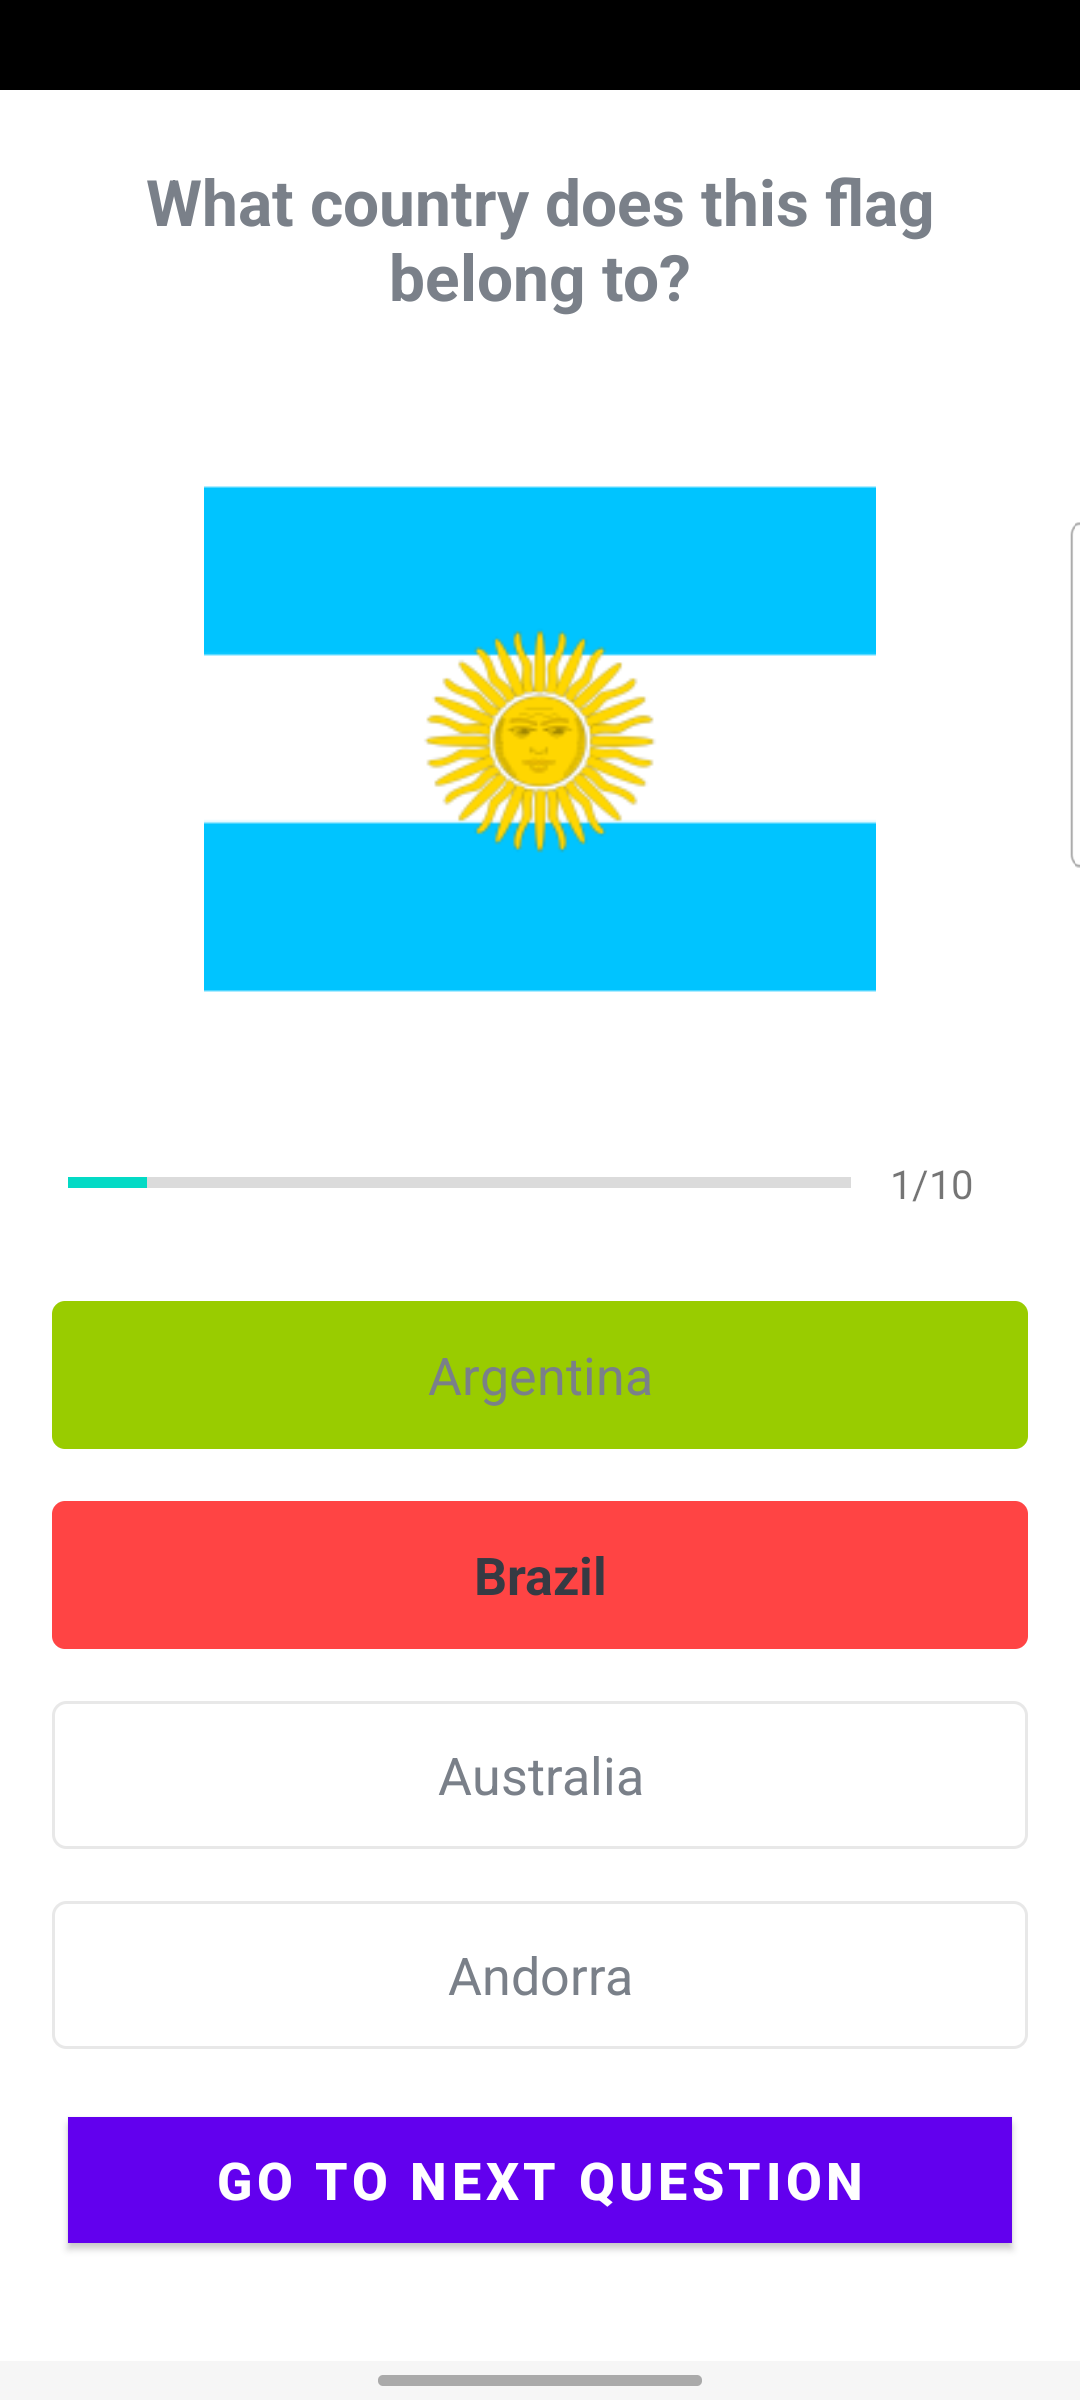 What country does this flag
belong to?
1/10
Argentina
Brazil
Australia
Andorra
GO TO NEXT QUESTION